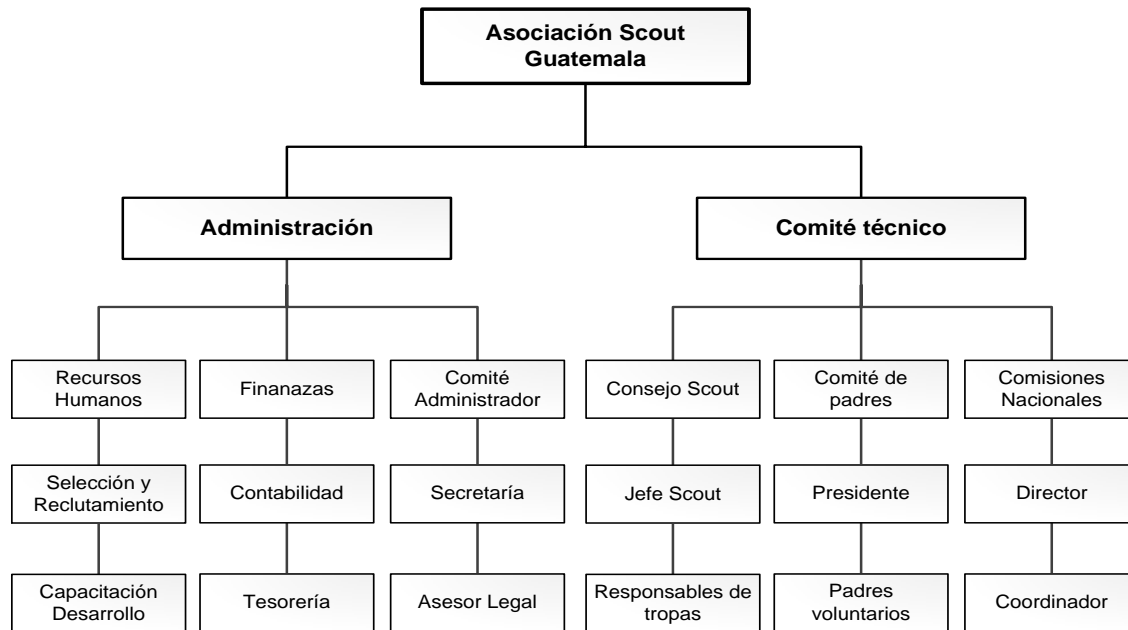 Asociación Scout
Guatemala
Administración
Comité técnico
Recursos
Humanos
Finanazas
Comité
Administrador
Consejo Scout
Comité de
padres
Comisiones
Nacionales
Selección y
Reclutamiento
Contabilidad
Secretaría
Jefe Scout
Presidente
Director
Capacitación
Desarrollo
Tesorería
Asesor Legal
Responsables de
tropas
Padres
voluntarios
Coordinador